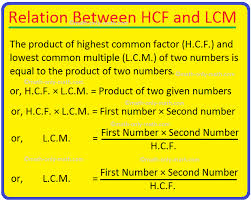 Relation Between HCF and LCM
The product of highest common factor (H.C.F.) and
lowest common multiple (L.C.M.) of two numbers is
equal to the product of two numbers.
or, H.C.F. × L.C.M. = Product of two given numbers
or, H.C.F. × L.C.M. = First number × Second number
or, L.C.M. = First Number × Second Number
H.C.F.
or, L.C.M. = First Number × Second Number
H.C.F.